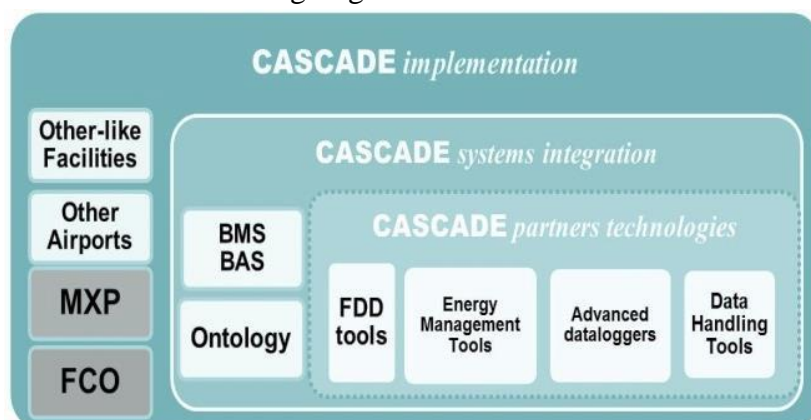 CASCADE implementation
Other-like
Facilities
Other
Airports
MXP
FCO
CASCADE systems integration
BMS
BAS
Ontology
CASCADE partners technologies
FDD
tools
Energy
Management
Tools
Advanced
dataloggers
Data
Handling
Tools